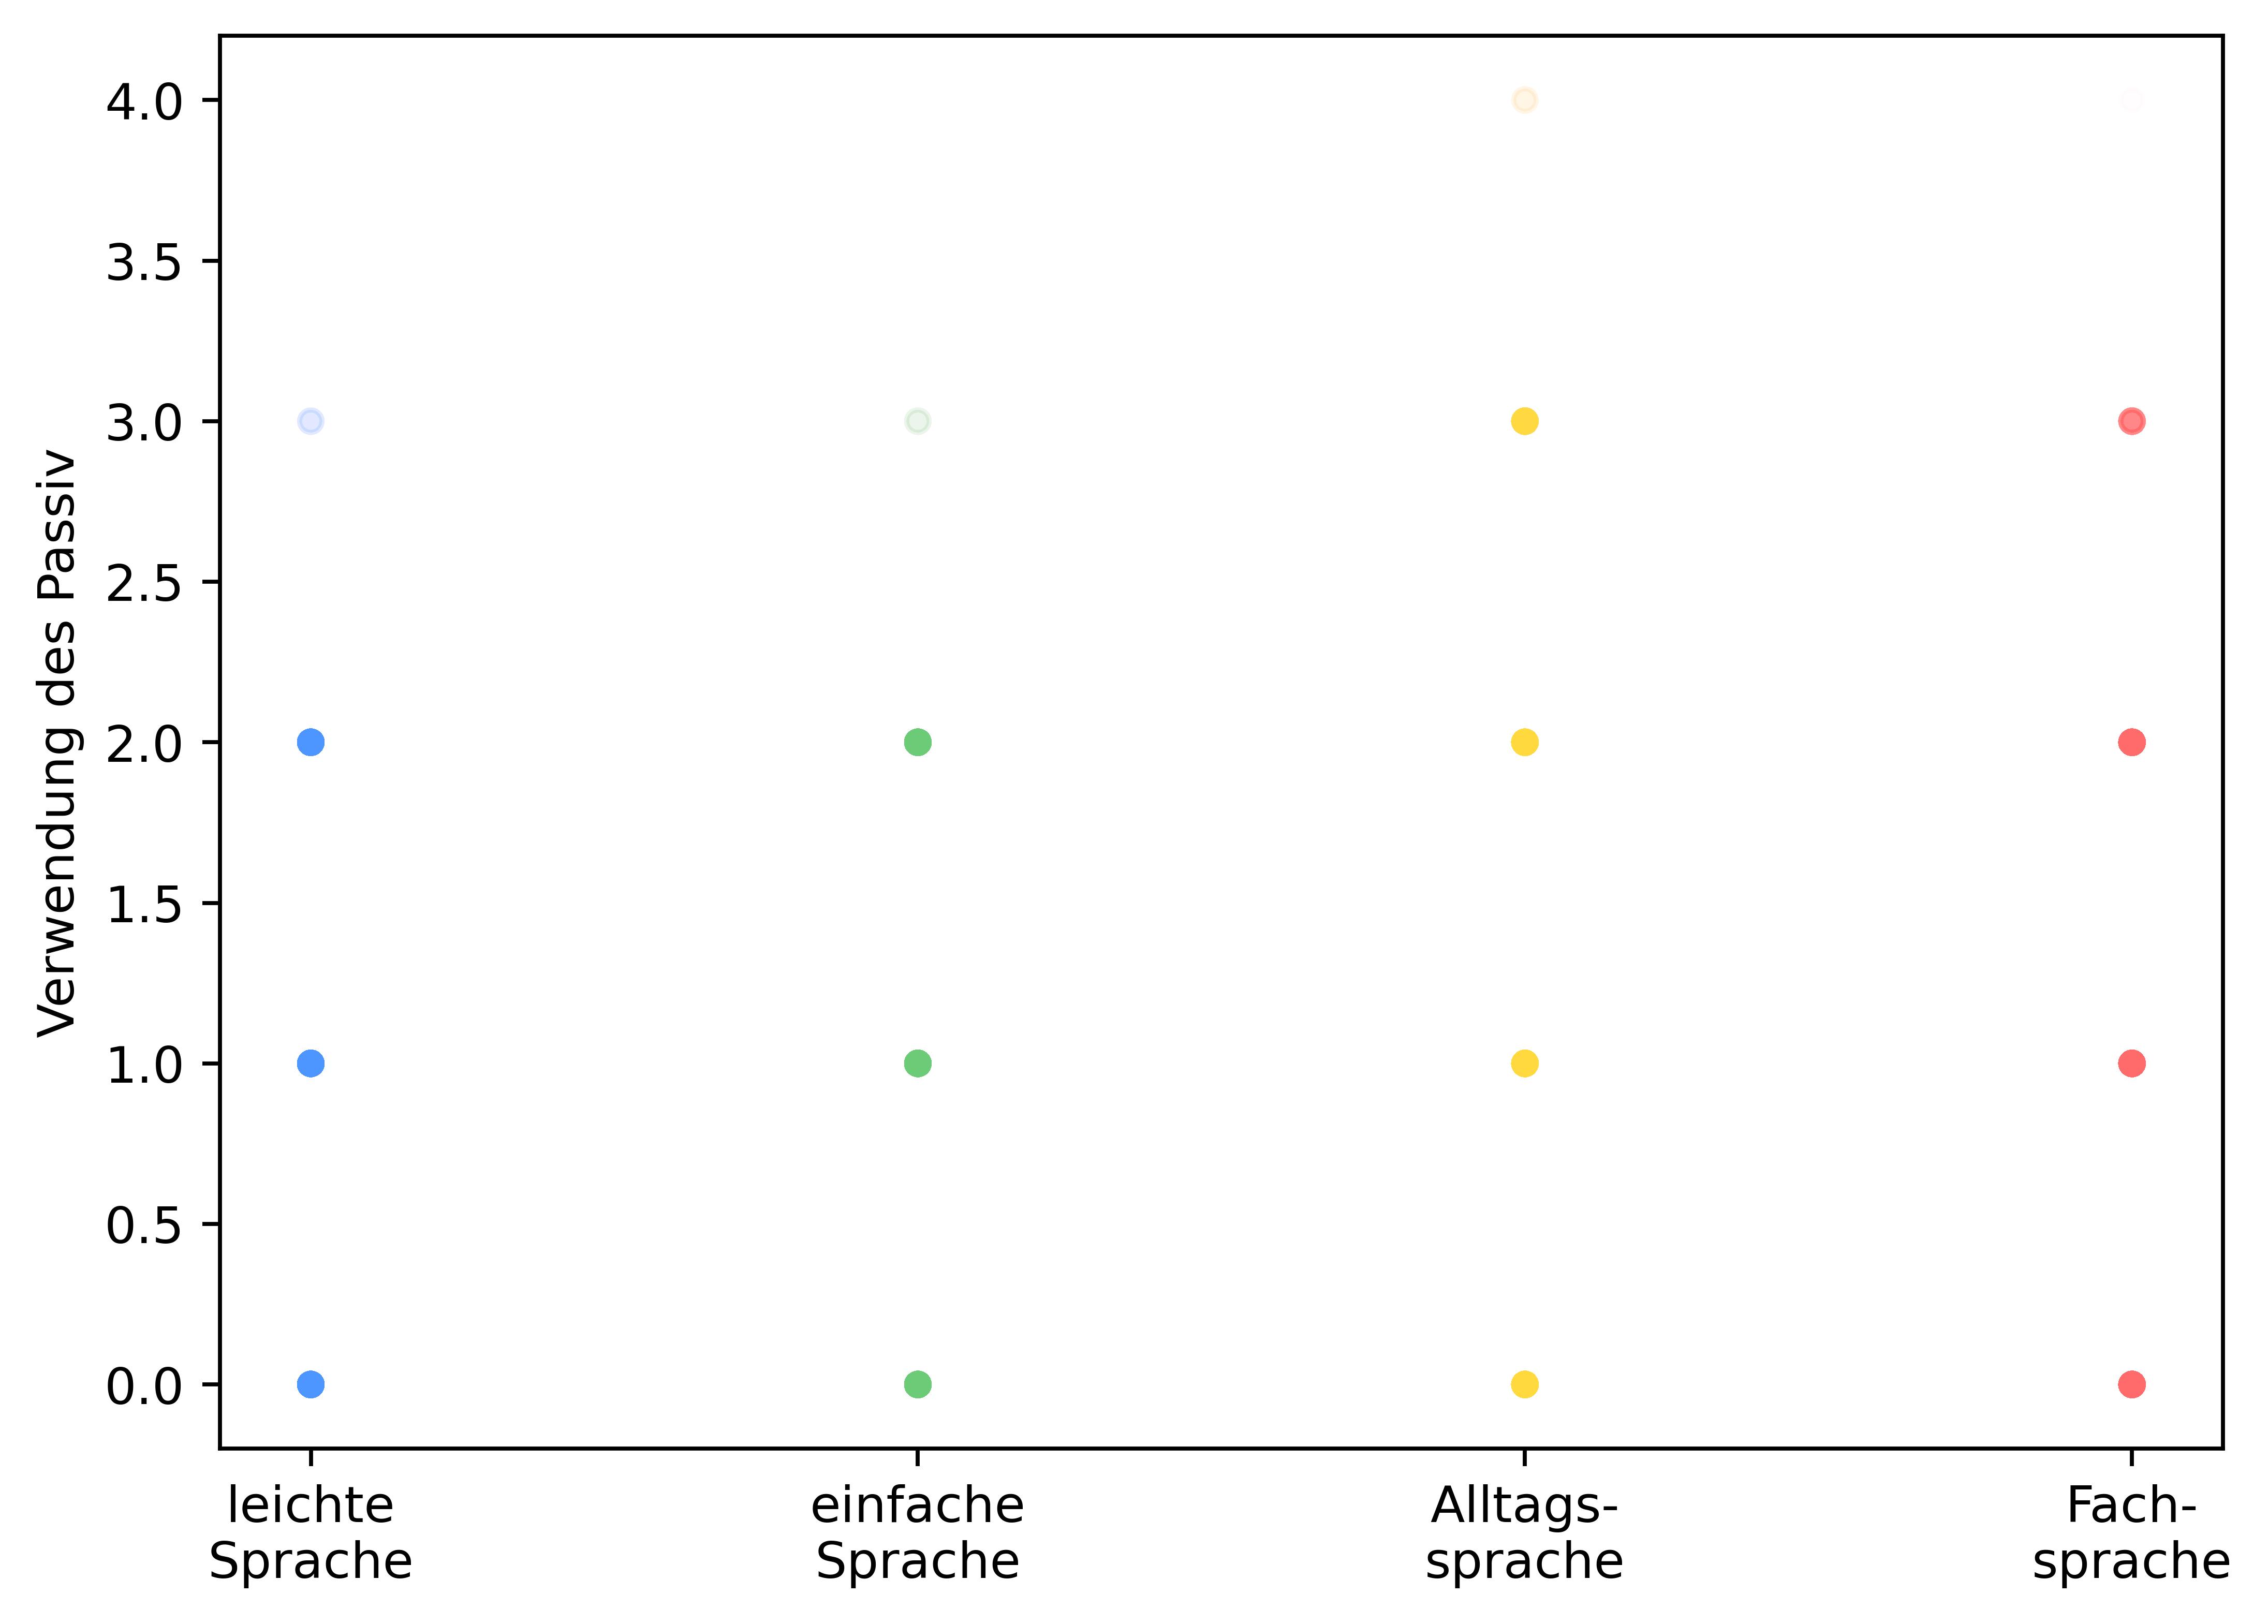 Verwendung des Passiv
4.0
3.5
3.0
2.5
2.0
1.5
1.0
0.5
0.0
leichte
Sprache
einfache
Sprache
Alltags-
sprache
Fach-
sprache